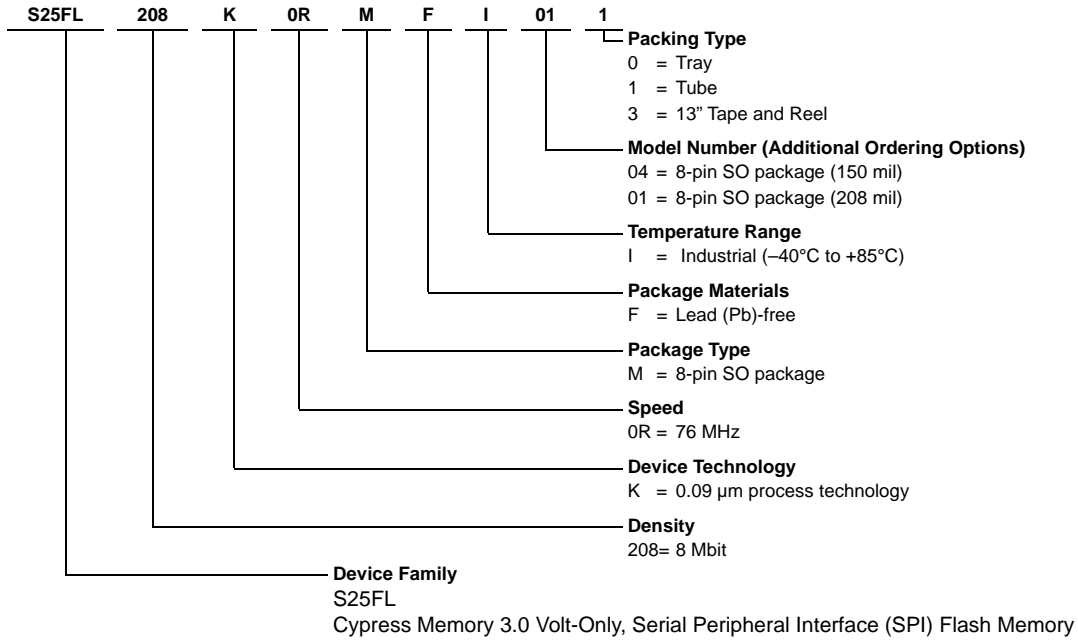 S25FL 208 K 0R M F I 01 1
Packing Type
0 = Tray
1 = Tube
3 = 13” Tape and Reel
Model Number (Additional Ordering Options)
04 = 8-pin SO package (150 mil)
01 = 8-pin SO package (208 mil)
Temperature Range
I = Industrial (–40°C to +85°C)
Package Materials
F = Lead (Pb)-free
Package Type
M = 8-pin SO package
Speed
0R = 76 MHz
Device Technology
K = 0.09 µm process technology
Density
208= 8 Mbit
Device Family
S25FL
Cypress Memory 3.0 Volt-Only, Serial Peripheral Interface (SPI) Flash Memory